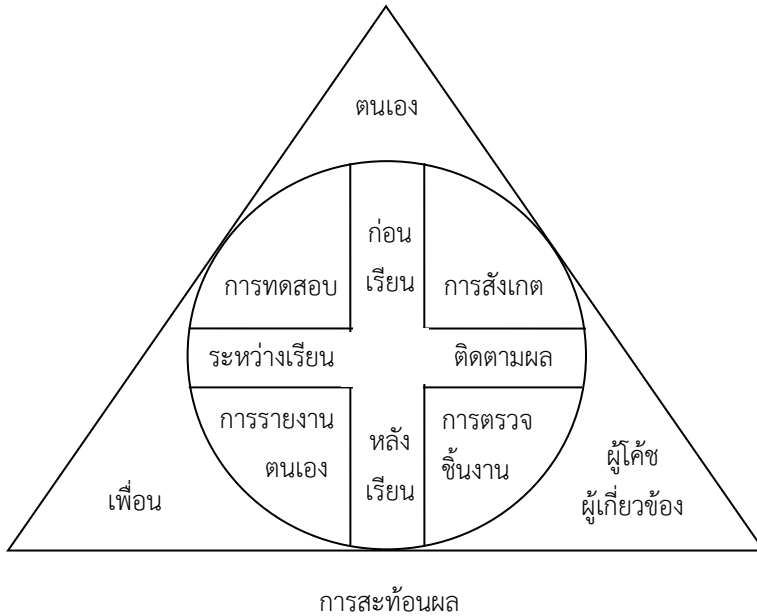 ตนเอง
ก่อน
เรียน
การทดสอบ
การสังเกต
ระหว่างเรียน
ติดตามผล
การรายงาน
ตนเอง
หลัง
เรียน
การตรวจ
ชิ้นงาน
เพื่อน
ผู้โค้ช
ผู้เกี่ยวข้อง
การสะท้อนผล